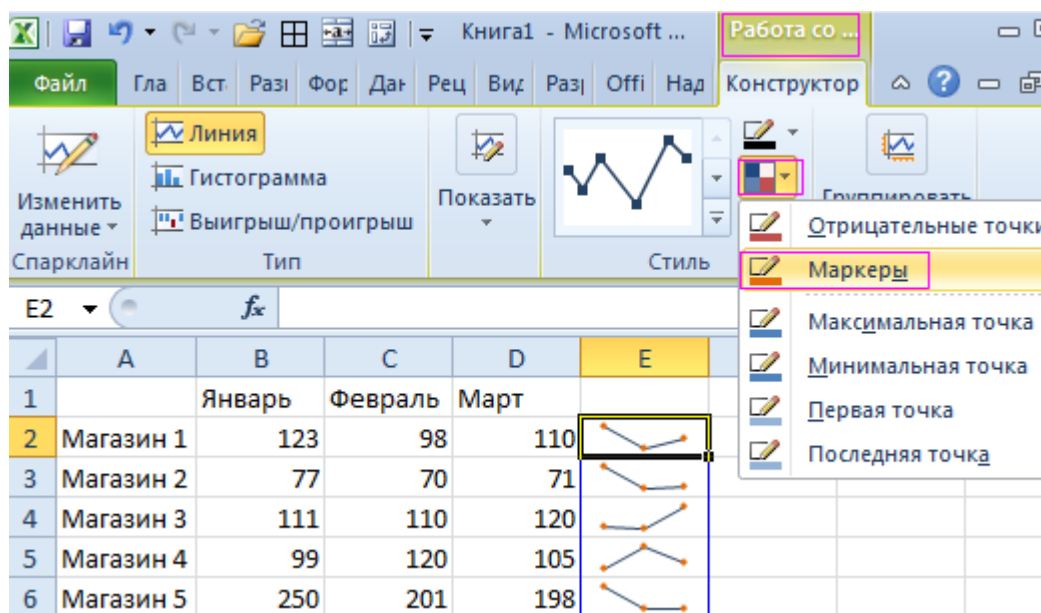 Книга1 - Microsoft ... Работа со ...
Файл Гла Вст Разı Фор Дан Рец Вид Раз Offi Над Конструктор
Линия
Гистограмма
Выигрыш/проигрыш
Изменить данные
Показать
Группировать
Спарклайн Тип Стиль
Отрицательные точки
Маркеры
Максимальная точка
Минимальная точка
Первая точка
Последняя точка
E2 fx
A B C D E
1 Январь Февраль Март
2 Магазин 1 123 98 110
3 Магазин 2 77 70 71
4 Магазин 3 111 110 120
5 Магазин 4 99 120 105
6 Магазин 5 250 201 198